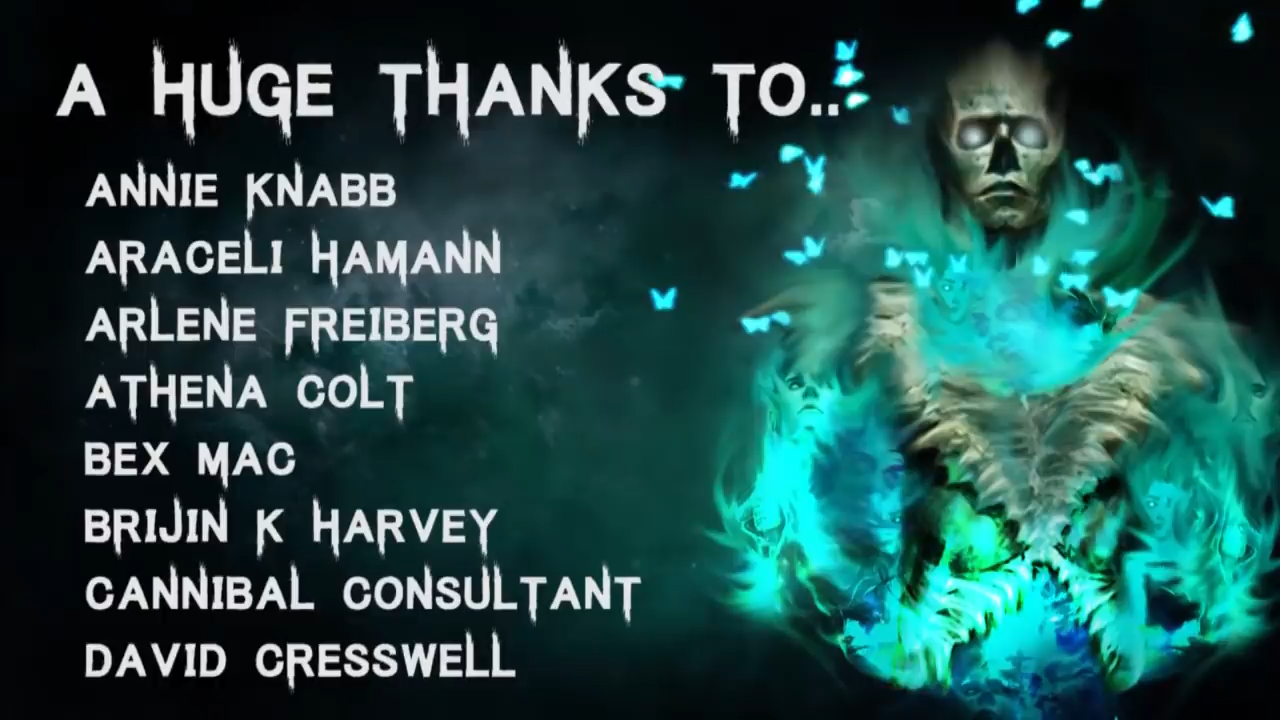 A HUGE THANKS TO..
ANNIE KNABB
ARACELI HAMANN
ARLENE FREIBERG
ATHENA COLT
BEX MAC
BRIJIN K HARVEY
CANNIBAL CONSULTANT
DAVID CRESSWELL